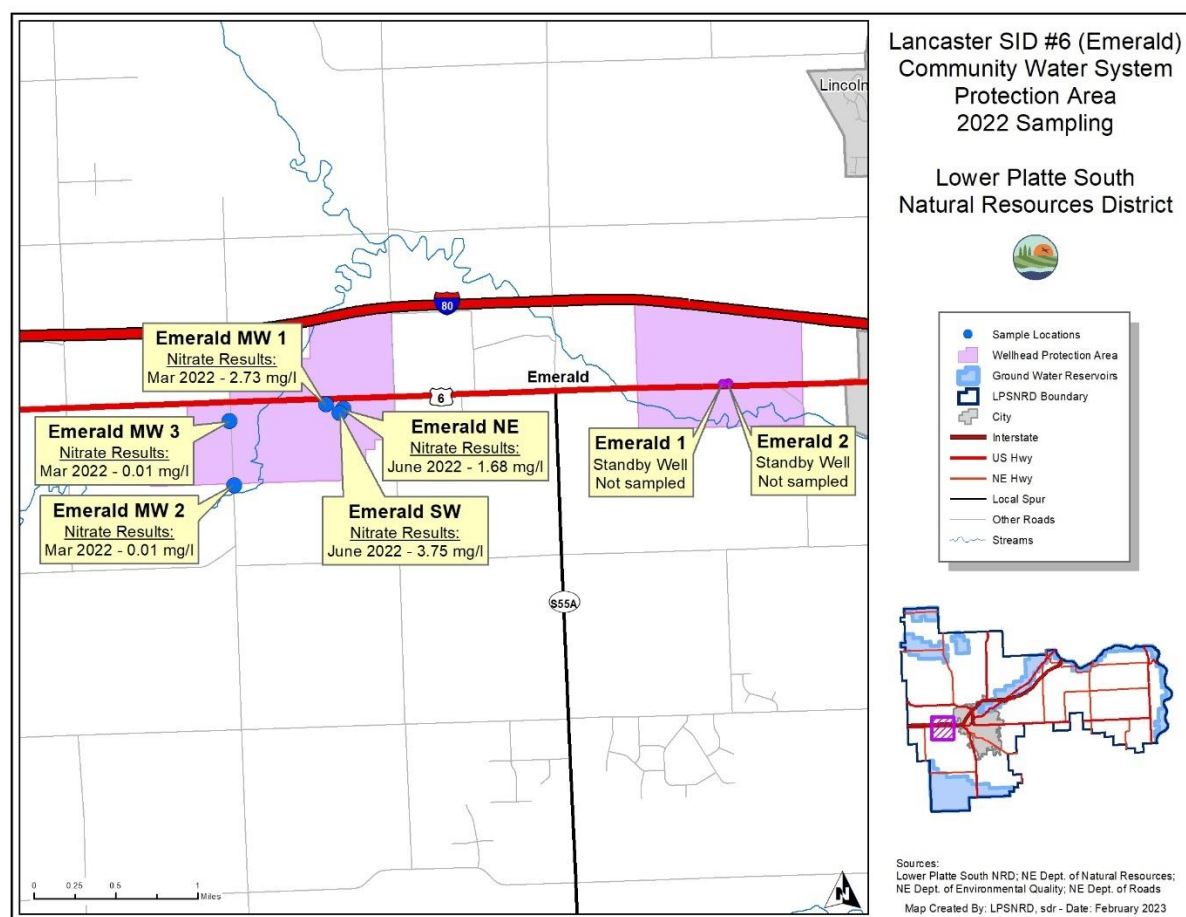 Lancaster SID #6 (Emerald)
Community Water System
Protection Area
2022 Sampling
Lower Platte South
Natural Resources District
Lincoln
80
Emerald MW 1
Nitrate Results:
Mar 2022 - 2.73 mg/l
Emerald
6
Emerald MW 3
Nitrate Results:
Mar 2022 - 0.01 mg/l
Emerald NE
Nitrate Results:
June 2022 - 1.68 mg/l
Emerald 1
Standby Well
Not sampled
Emerald 2
Standby Well
Not sampled
Emerald MW 2
Nitrate Results:
Mar 2022 - 0.01 mg/l
Emerald SW
Nitrate Results:
June 2022 - 3.75 mg/l
S55A
0 0.25 0.5 1
Miles
N
Sample Locations
Wellhead Protection Area
Ground Water Reservoirs
LPSNRD Boundary
City
Interstate
US Hwy
NE Hwy
Local Spur
Other Roads
Streams
Sources:
Lower Platte South NRD; NE Dept. of Natural Resources;
NE Dept. of Environmental Quality; NE Dept. of Roads
Map Created By: LPSNRD, sdr - Date: February 2023